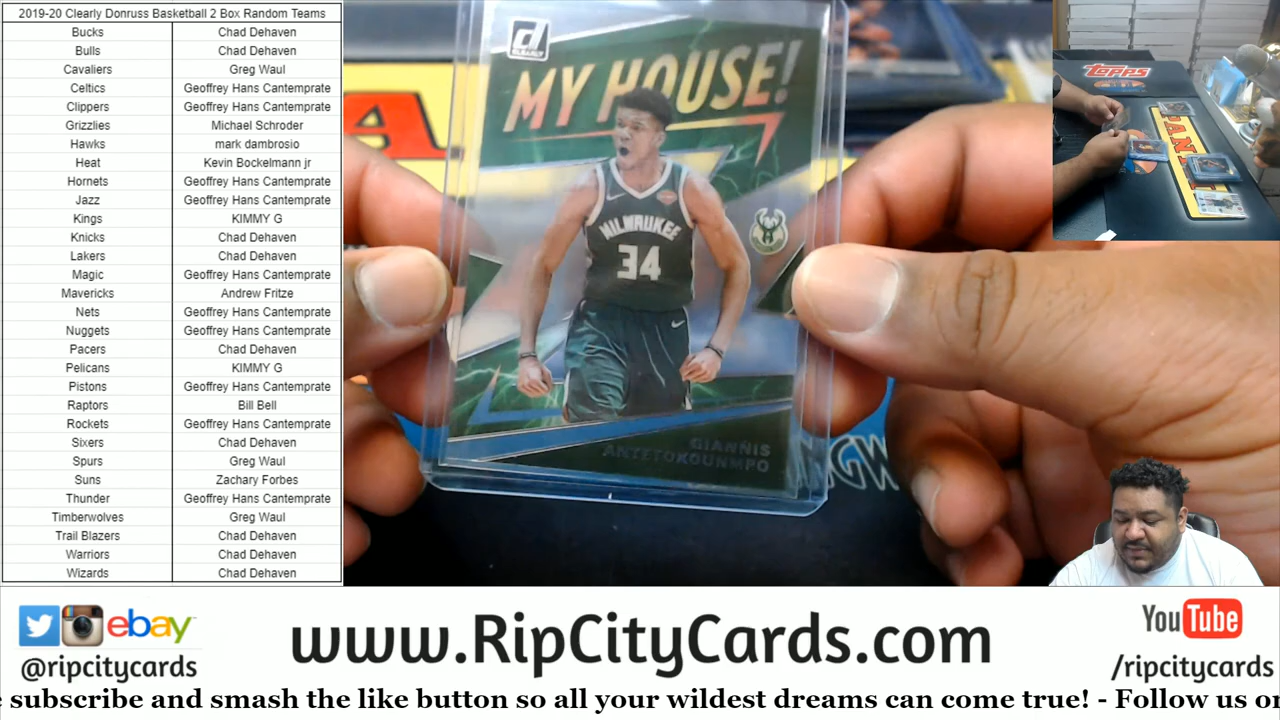 2019-20 Clearly Donruss Basketball 2 Box Random Teams
Bucks Chad Dehaven
Bulls Chad Dehaven
Cavaliers Greg Waul
Celtics Geoffrey Hans Cantemprate
Clippers Geoffrey Hans Cantemprate
Grizzlies Michael Schroder
Hawks mark dambrosio
Heat Kevin Bockelmann jr
Hornets Geoffrey Hans Cantemprate
Jazz Geoffrey Hans Cantemprate
Kings KIMMY G
Knicks Chad Dehaven
Lakers Chad Dehaven
Magic Geoffrey Hans Cantemprate
Mavericks Andrew Fritze
Nets Geoffrey Hans Cantemprate
Nuggets Geoffrey Hans Cantemprate
Pacers Chad Dehaven
Pelicans KIMMY G
Pistons Geoffrey Hans Cantemprate
Raptors Bill Bell
Rockets Geoffrey Hans Cantemprate
Sixers Chad Dehaven
Spurs Greg Waul
Suns Zachary Forbes
Thunder Geoffrey Hans Cantemprate
Timberwolves Greg Waul
Trail Blazers Chad Dehaven
Warriors Chad Dehaven
Wizards Chad Dehaven
CLEARLY
MY HOUSE!
MILWAUKEE
34
GIANNIS
ANTETOKOUNMPO
Topps
PANI
ebay
@ripcitycards
www.RipCityCards.com
YouTube
/ripcitycards
subscribe and smash the like button so all your wildest dreams can come true! - Follow us